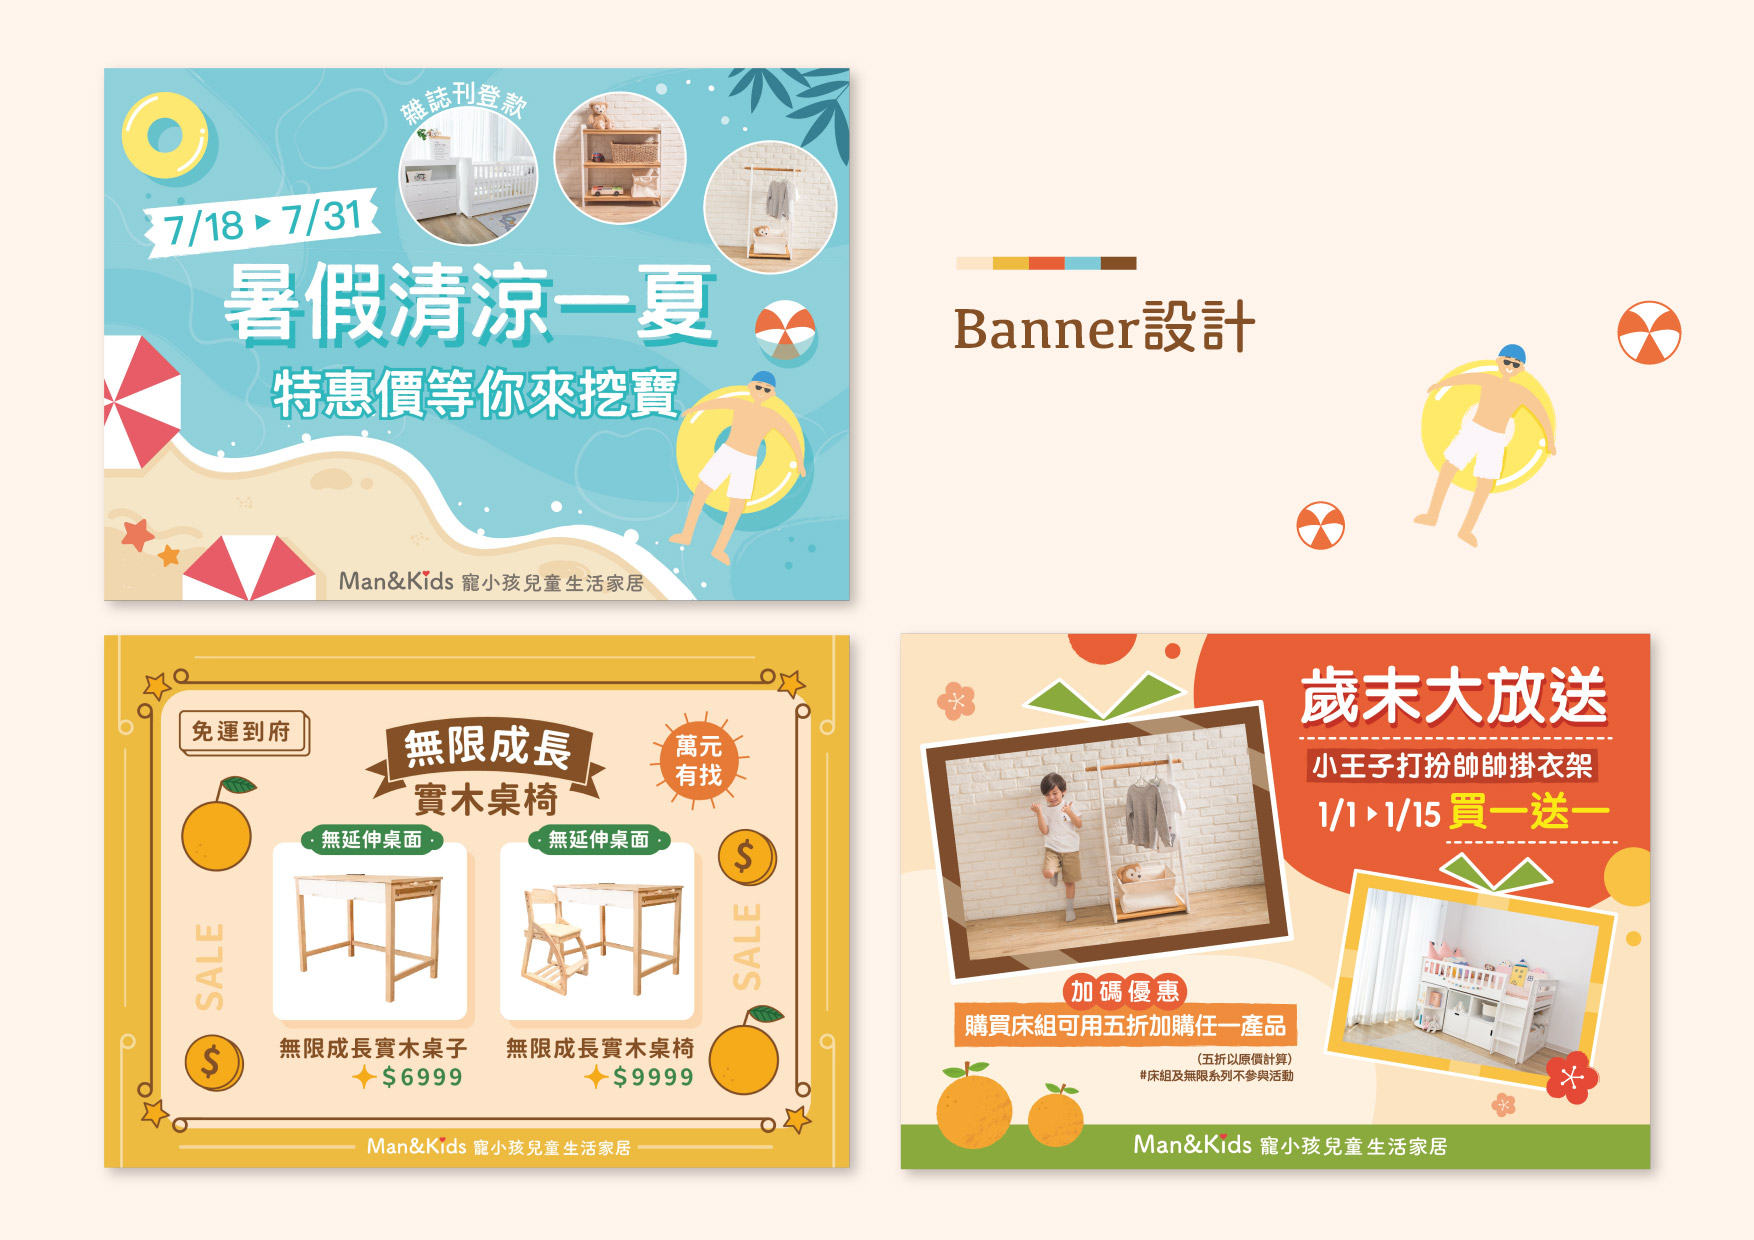 雜誌刊登款
7/18 ▸ 7/31
暑假清涼一夏
特惠價等你來挖寶
Man&Kids 寵小孩兒童生活家居
Banner設計
免運到府
無限成長
實木桌椅
萬元
有找
無延伸桌面
無延伸桌面
SALE
SALE
$
$
無限成長實木桌子
$6999
無限成長實木桌椅
$9999
Man&Kids 寵小孩兒童生活家居
歲末大放送
小王子打扮帥帥掛衣架
1/1 ▸ 1/15 買一送一
加碼優惠
購買床組可用五折加購任一產品
(五折以原價計算)
#床組及無限系列不參與活動
Man&Kids 寵小孩兒童生活家居